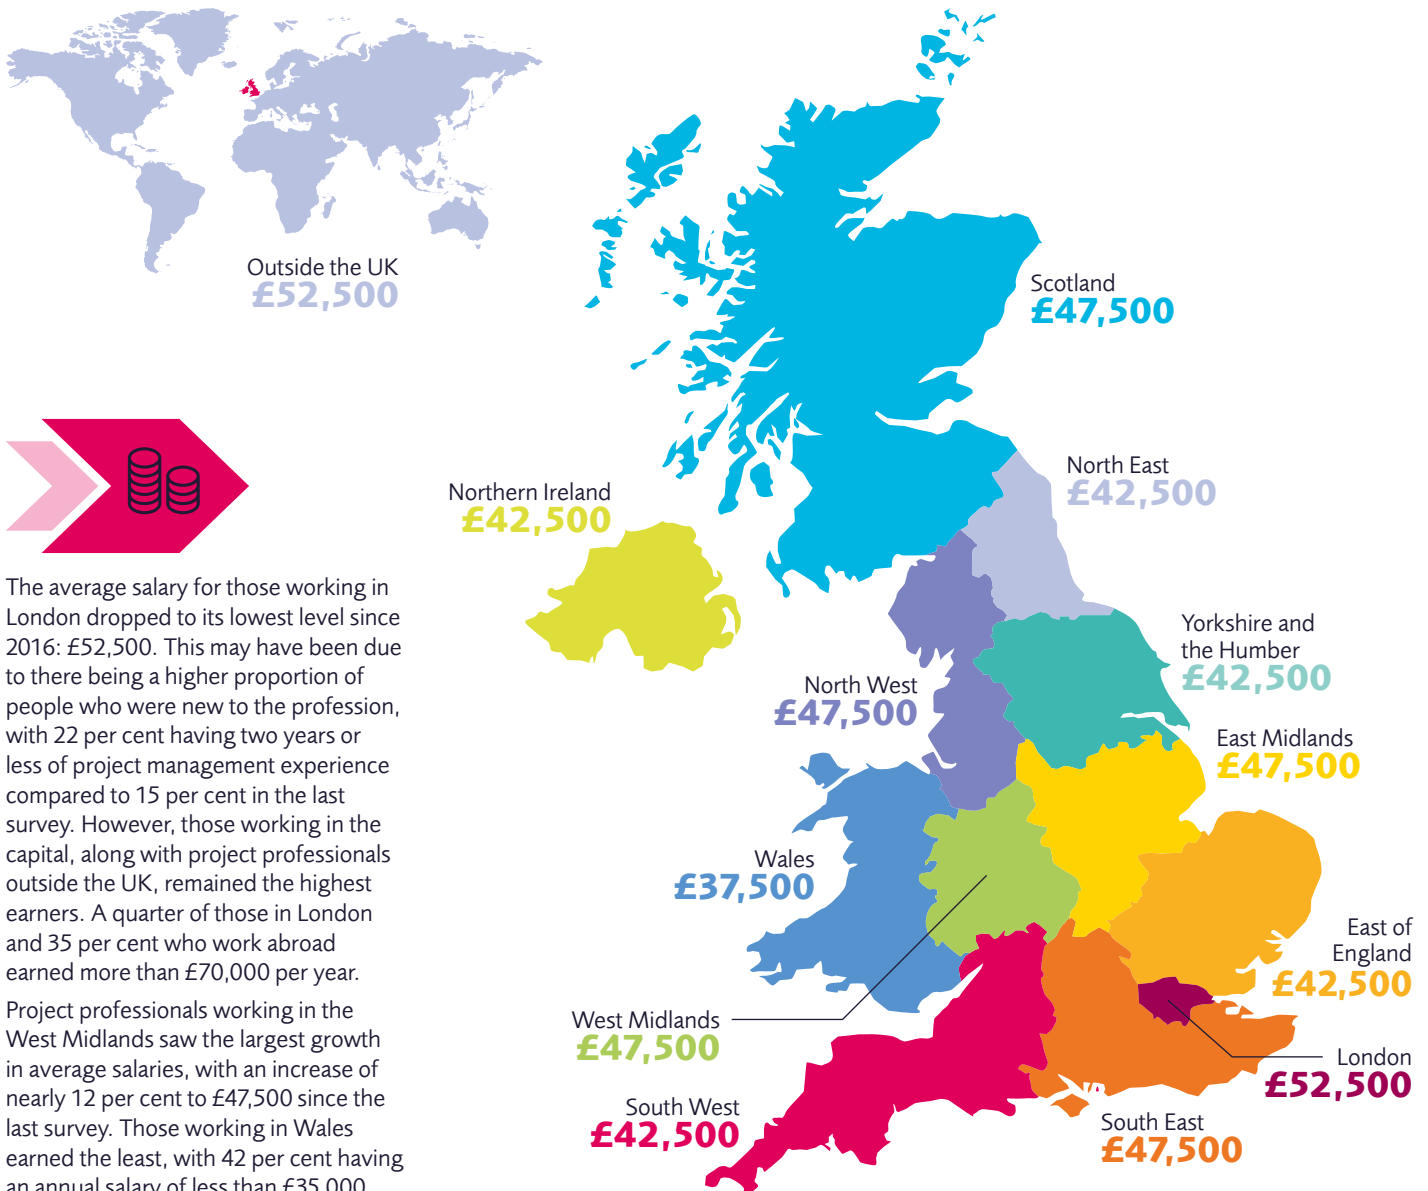 Outside the UK
£52,500
Scotland
£47,500
North East
£42,500
Northern Ireland
£42,500
The average salary for those working in
London dropped to its lowest level since
2016: £52,500. This may have been due
to there being a higher proportion of
people who were new to the profession,
with 22 per cent having two years or
less of project management experience
compared to 15 per cent in the last
survey. However, those working in the
capital, along with project professionals
outside the UK, remained the highest
earners. A quarter of those in London
and 35 per cent who work abroad
earned more than £70,000 per year.
Project professionals working in the
West Midlands saw the largest growth
in average salaries, with an increase of
nearly 12 per cent to £47,500 since the
last survey. Those working in Wales
earned the least, with 42 per cent having
an annual salary of less than £35,000
Yorkshire and
the Humber
£42,500
North West
£47,500
East Midlands
£47,500
Wales
£37,500
East of
England
£42,500
West Midlands
£47,500
London
£52,500
South West
£42,500
South East
£47,500